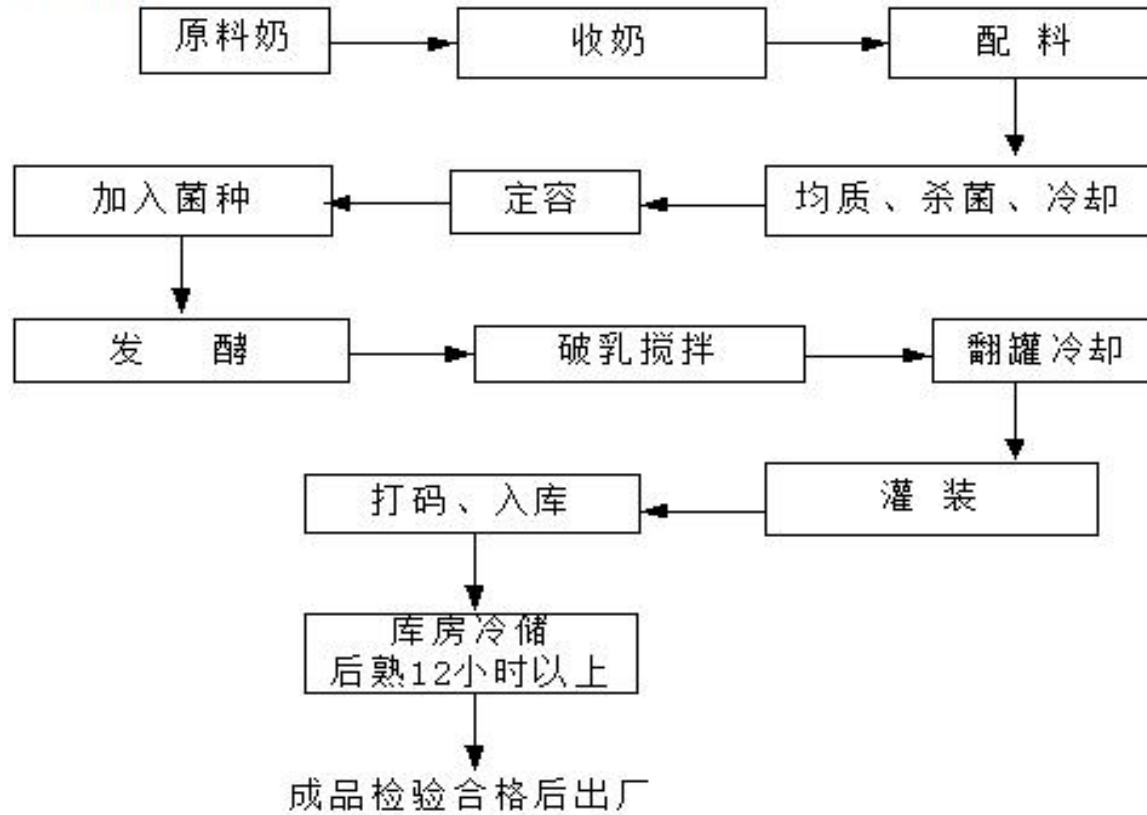 原料奶
收奶
配 料
均质、杀菌、冷却
定容
加入菌种
发 酵
破乳搅拌
翻罐冷却
灌 装
打码、入库
库房冷储
后熟12小时以上
成品检验合格后出厂